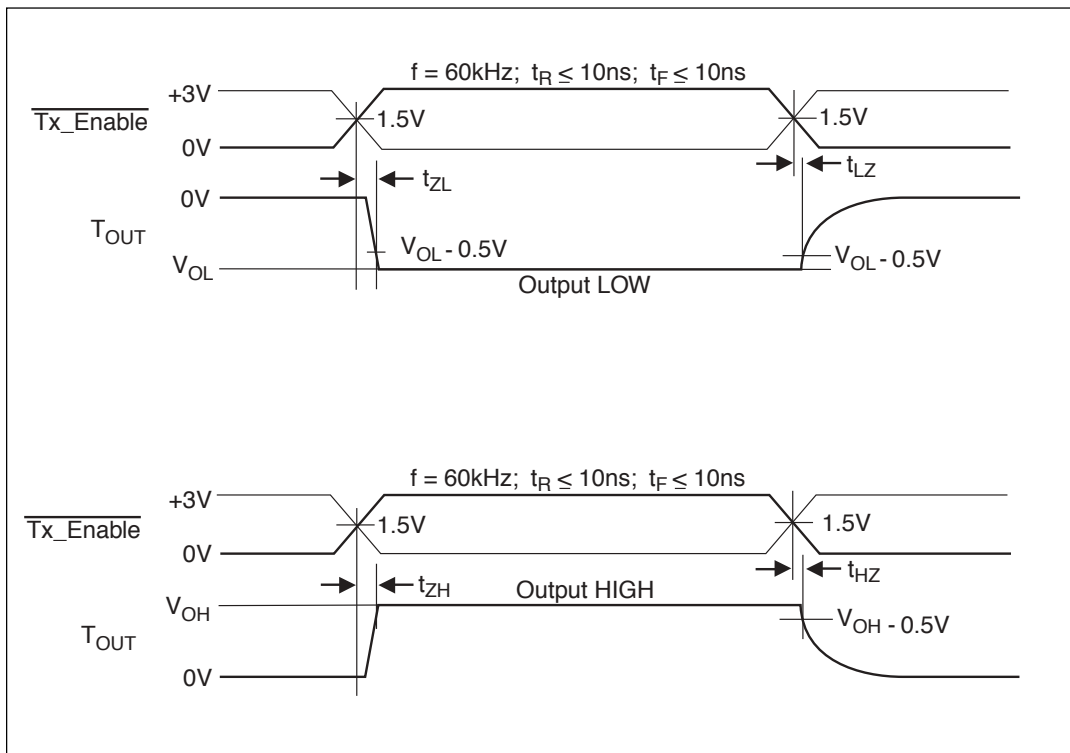 f = 60kHz; tR ≤ 10ns; tF ≤ 10ns
+3V
Tx_Enable
1.5V
1.5V
0V
tZL
tLZ
0V
TOUT
VOL - 0.5V
VOL - 0.5V
VOL
Output LOW
f = 60kHz; tR ≤ 10ns; tF ≤ 10ns
+3V
Tx_Enable
1.5V
1.5V
0V
tZH
tHZ
Output HIGH
VOH
VOH - 0.5V
TOUT
0V